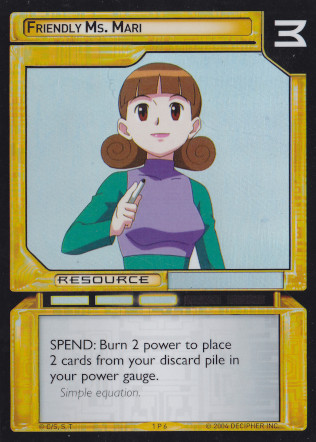 FRIENDLY MS. MARI
3
RESOURCE
SPEND: Burn 2 power to place
2 cards from your discard pile in
your power gauge.
Simple equation.
© E/S, S, T
1 P 6
© 2004 DECIPHER INC.